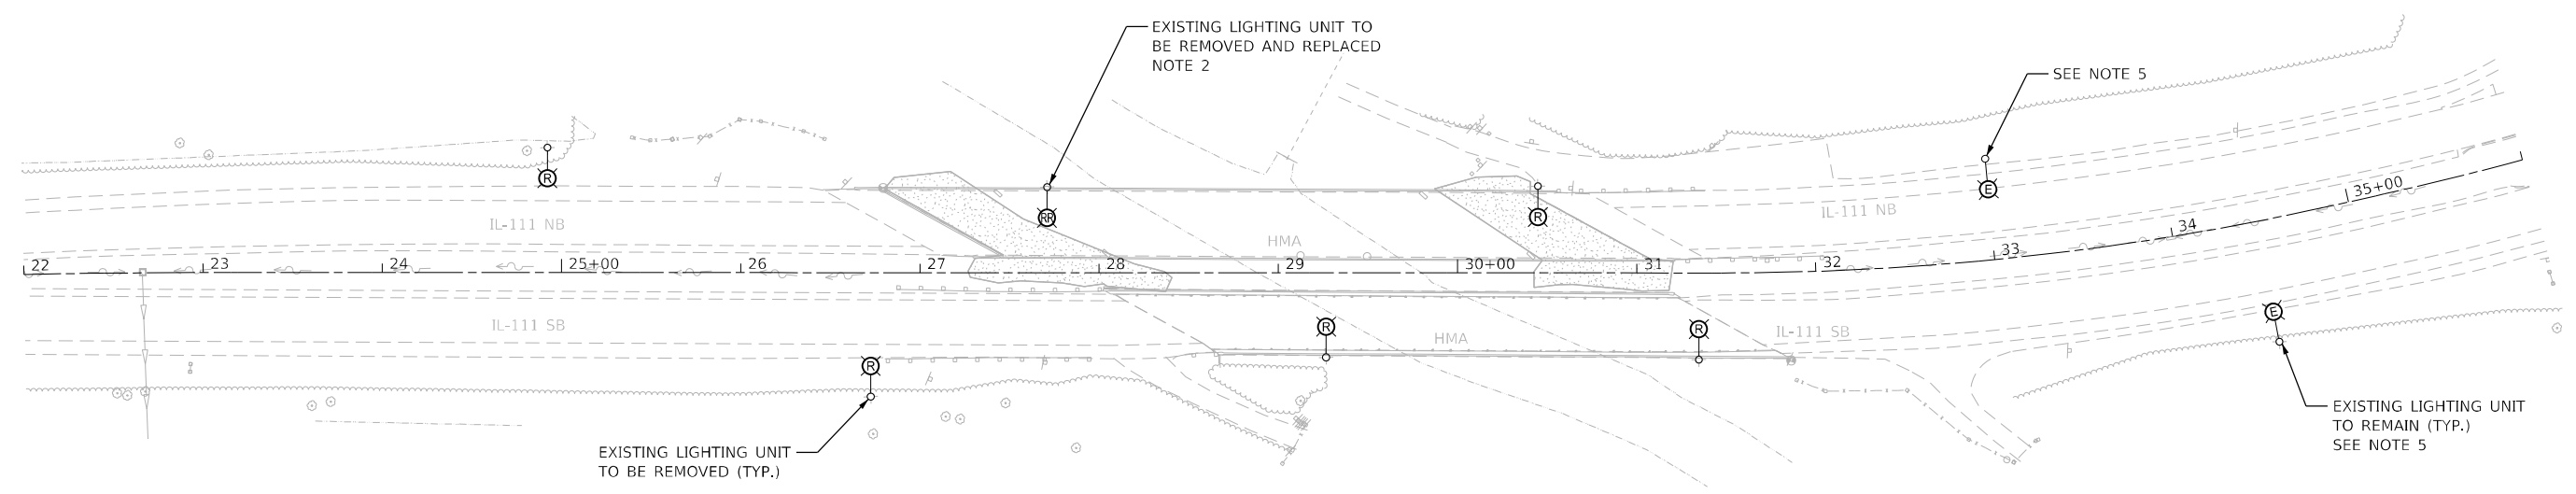 EXISTING LIGHTING UNIT TO
BE REMOVED AND REPLACED
NOTE 2
SEE NOTE 5
R
RR
R
E
IL-111 NB
IL-111 NB
HMA
35+00
34
33
32
22
23
24
25+00
26
27
28
29
30+00
31
IL-111 SB
IL-111 SB
HMA
R
R
R
E
EXISTING LIGHTING UNIT
TO BE REMOVED (TYP.)
EXISTING LIGHTING UNIT
TO REMAIN (TYP.)
SEE NOTE 5